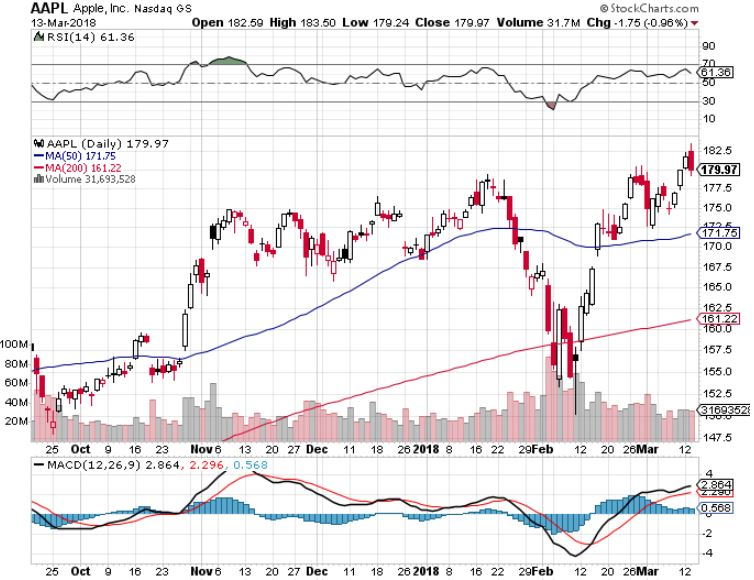 AAPL Apple, Inc. Nasdaq GS © StockCharts.com
13-Mar-2018 Open 182.59 High 183.50 Low 179.24 Close 179.97 Volume 31.7M Chg -1.75 (-0.96%)
RSI(14) 61.36
90
70
61.36
50
30
10
AAPL (Daily) 179.97
MA(50) 171.75
MA(200) 161.22
Volume 31,693,528
182.5
179.97
177.5
175.0
172.5
171.75
170.0
167.5
165.0
162.5
161.22
160.0
157.5
155.0
152.5
31693528
147.5
100M
80M
60M
40M
20M
25 Oct 9 16 23 Nov 6 13 20 27 Dec 11 18 26 2018 8 16 22 29 Feb 12 20 26 Mar 12
MACD(12,26,9) 2.864, 2.296, 0.568
4
2.864
2.296
0.568
0
-2
-4
25 Oct 9 16 23 Nov 6 13 20 27 Dec 11 18 26 2018 8 16 22 29 Feb 12 20 26 Mar 12